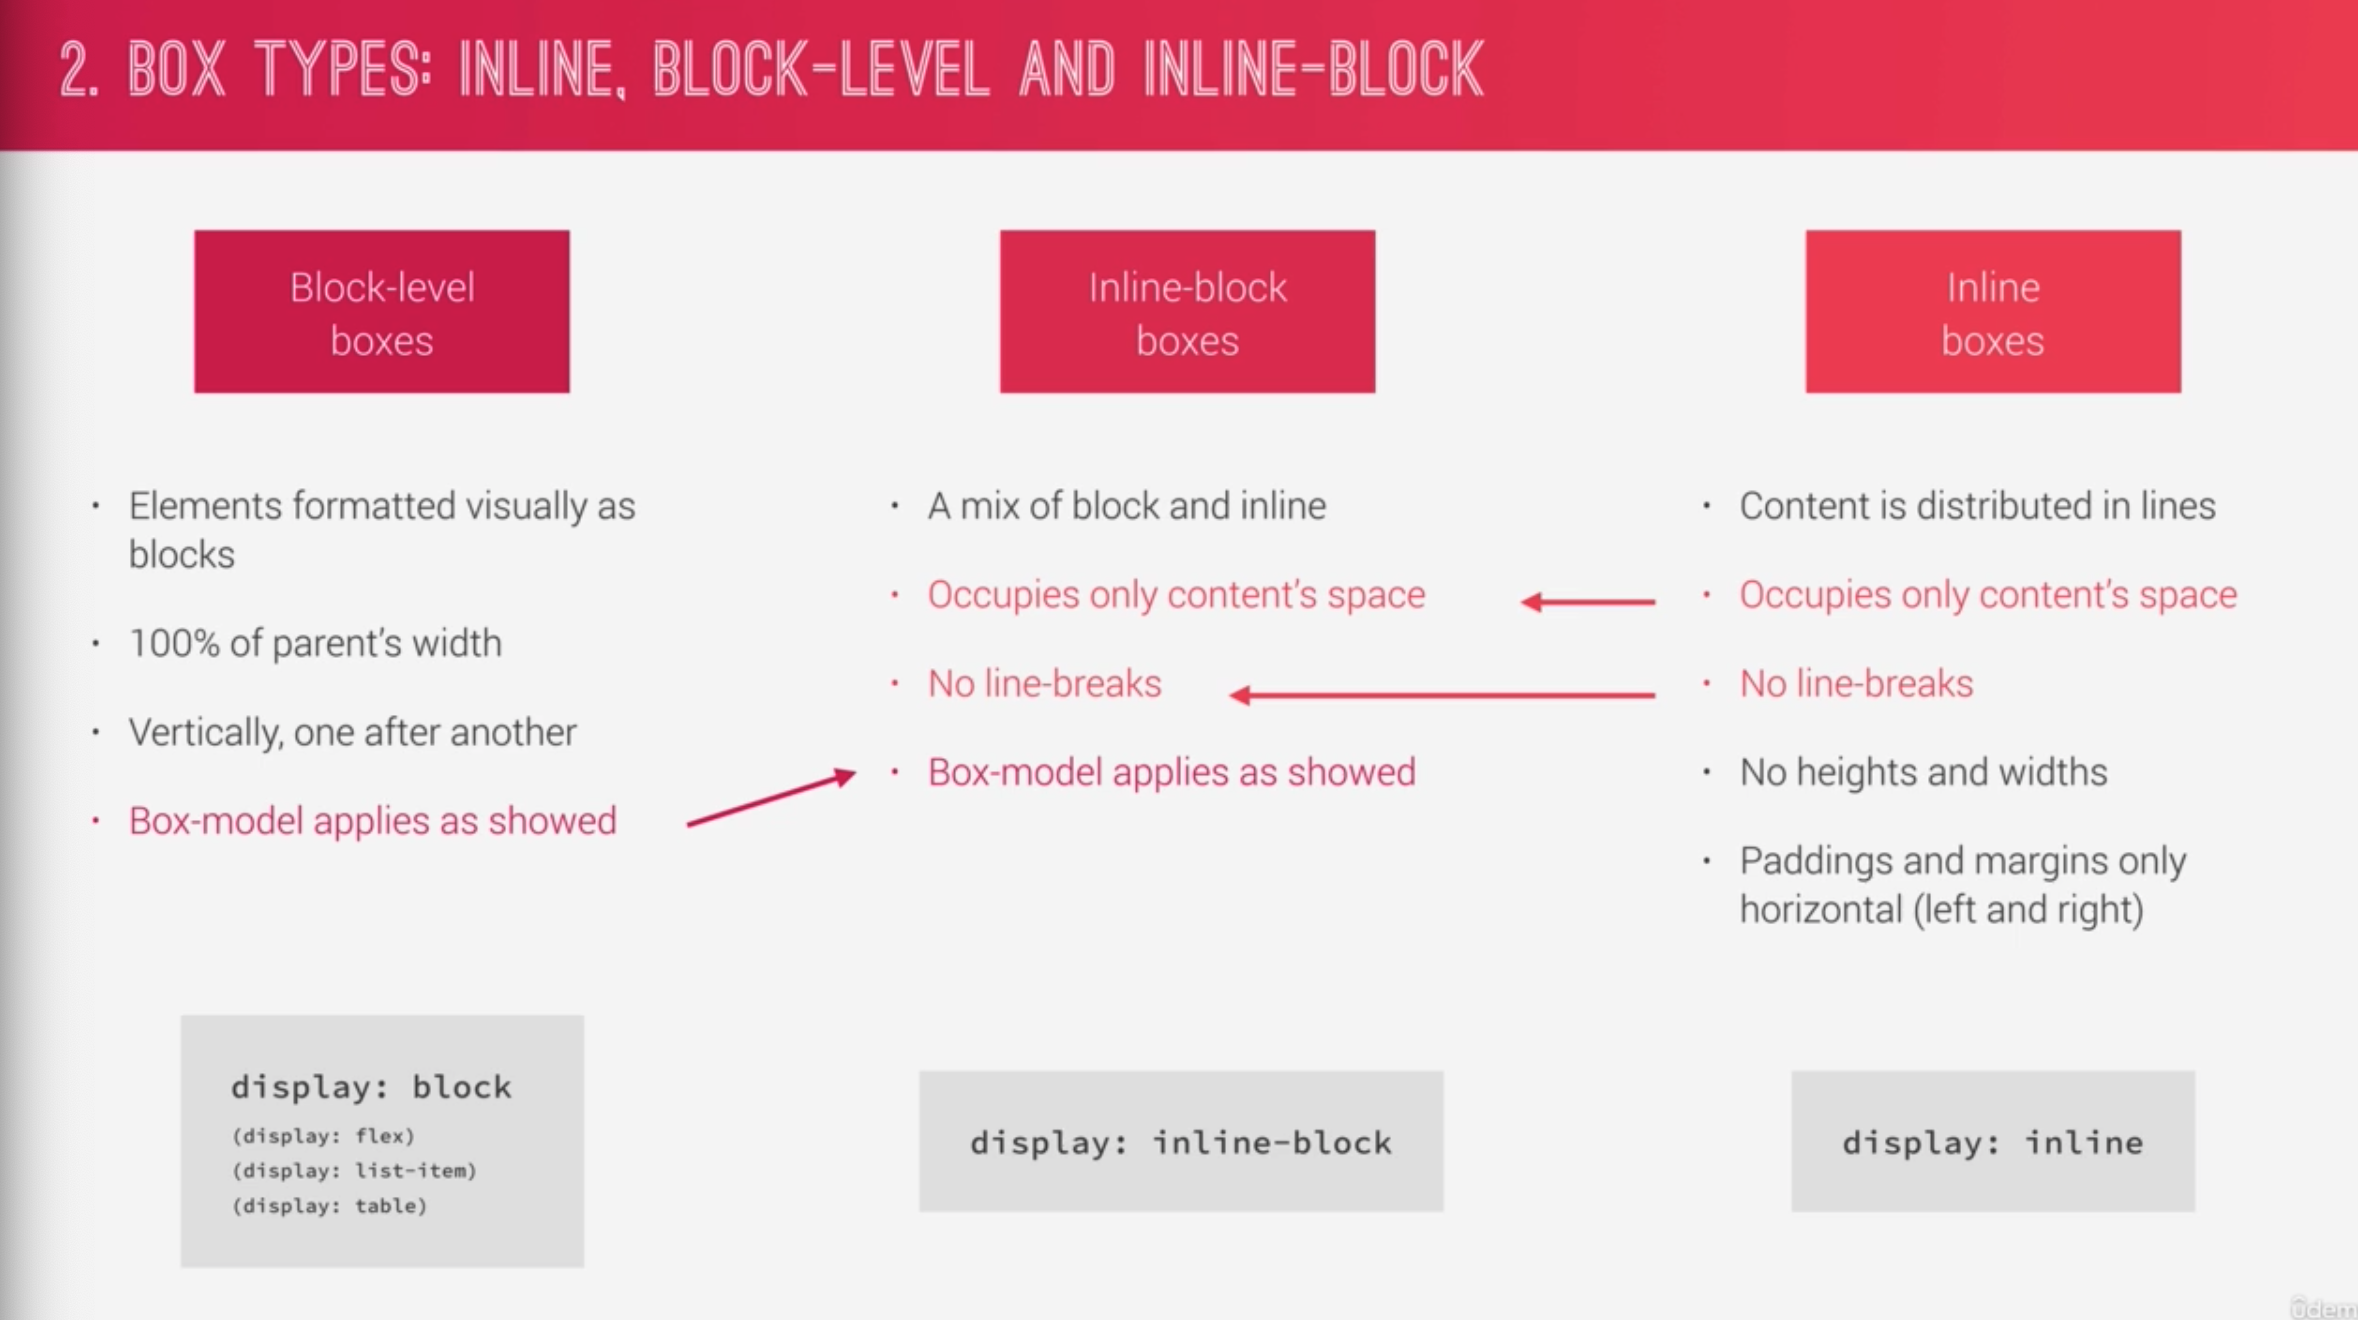 2. BOX TYPES: INLINE, BLOCK-LEVEL AND INLINE-BLOCK
Block-level
boxes
• Elements formatted visually as
blocks
• 100% of parent's width
• Vertically, one after another
• Box-model applies as showed
display: block
(display: flex)
(display: list-item)
(display: table)
Inline-block
boxes
• A mix of block and inline
• Occupies only content's space
• No line-breaks
• Box-model applies as showed
display: inline-block
Inline
boxes
• Content is distributed in lines
• Occupies only content's space
• No line-breaks
• No heights and widths
• Paddings and margins only
horizontal (left and right)
display: inline